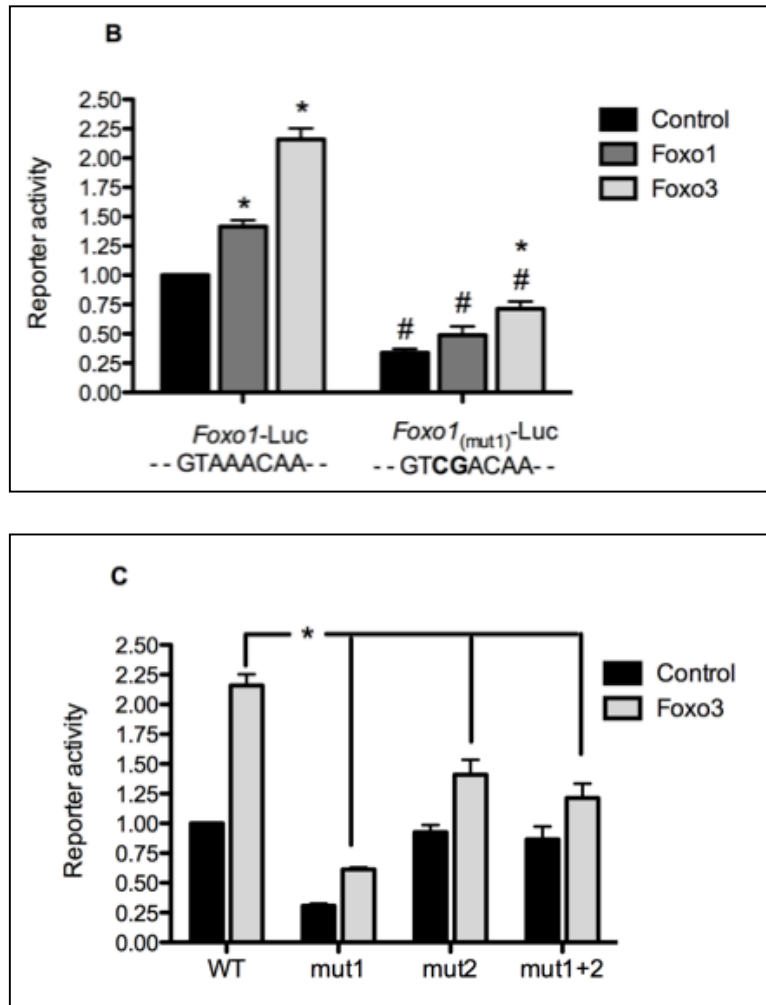 B
2.50
2.25
2.00
1.75
1.50
1.25
1.00
0.75
0.50
0.25
0.00
Reporter activity
*
*
#
#
*
#
Control
Foxo1
Foxo3
Foxo1-Luc
Foxo1(mut1)-Luc
--GTAAACAA--
--GTCGACAA--
C
2.50
2.25
2.00
1.75
1.50
1.25
1.00
0.75
0.50
0.25
0.00
Reporter activity
*
Control
Foxo3
WT mut1 mut2 mut1+2